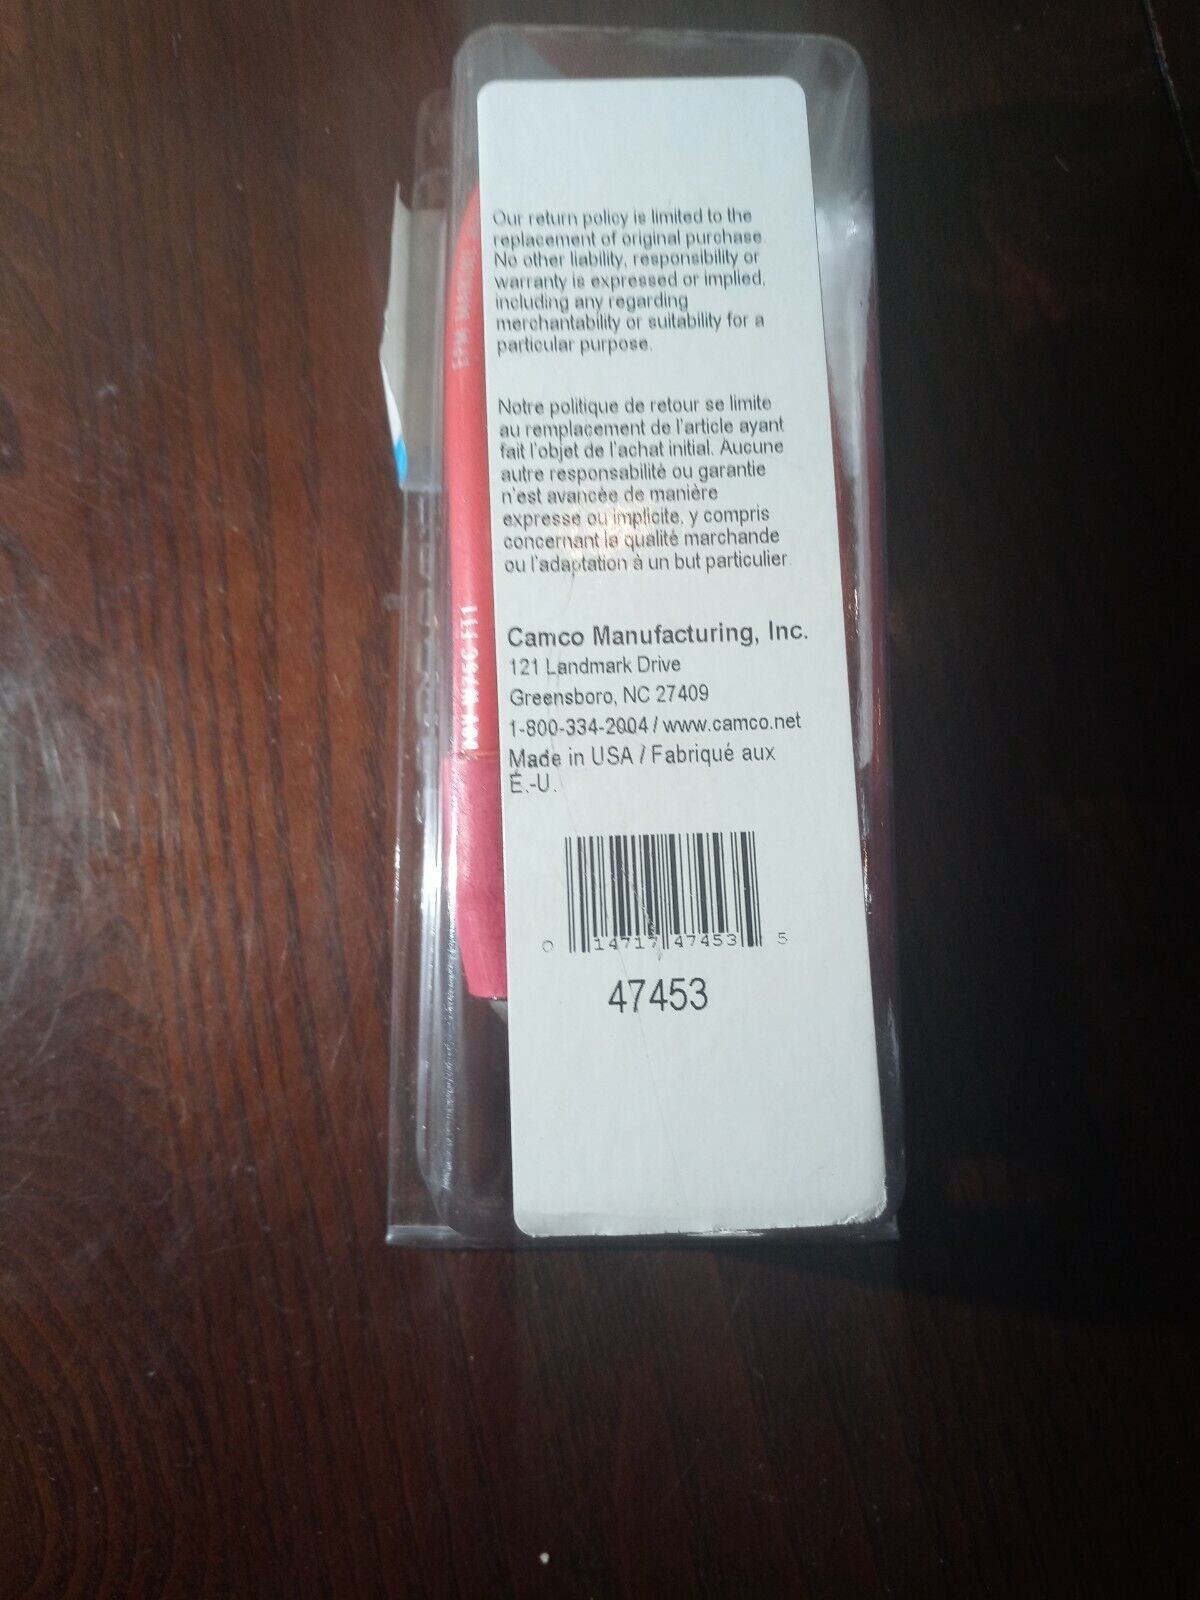 Our return policy is limited to the
replacement of original purchase.
No other liability, responsibility or
warranty is expressed or implied,
including any regarding
merchantability or suitability for a
particular purpose.
Notre politique de retour se limite
au remplacement de l'article ayant
fait l'objet de l'achat initial. Aucune
autre responsabilité ou garantie
n'est avancée de manière
expresse ou implicite, y compris
concernant la qualité marchande
ou l'adaptation à un but particulier.
Camco Manufacturing, Inc.
121 Landmark Drive
Greensboro, NC 27409
1-800-334-2004 / www.camco.net
Made in USA / Fabriqué aux
É.-U.
0 14717 47453 5
47453